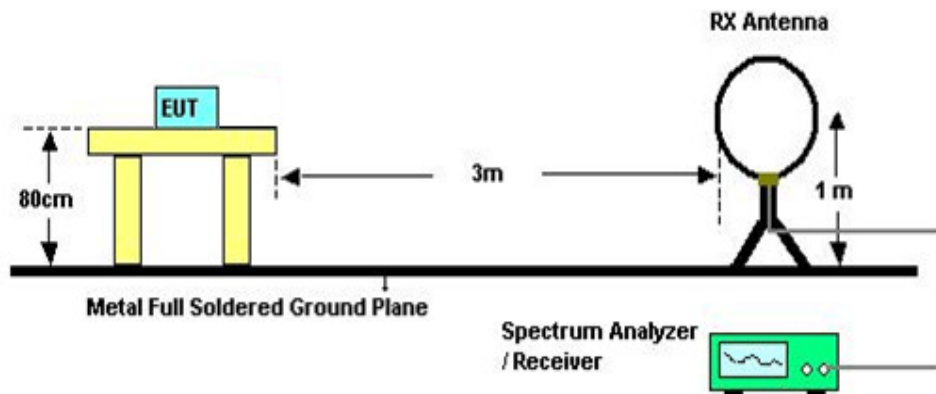 RX Antenna
EUT
3m
80cm
1 m
Metal Full Soldered Ground Plane
Spectrum Analyzer
/ Receiver